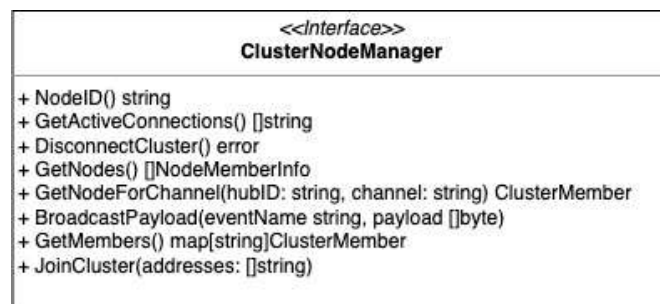 <<Interface>>
ClusterNodeManager
+ NodeID() string
+ GetActiveConnections() []string
+ DisconnectCluster() error
+ GetNodes() []NodeMemberInfo
+ GetNodeForChannel(hubID: string, channel: string) ClusterMember
+ BroadcastPayload(eventName string, payload []byte)
+ GetMembers() map[string]ClusterMember
+ JoinCluster(addresses: []string)